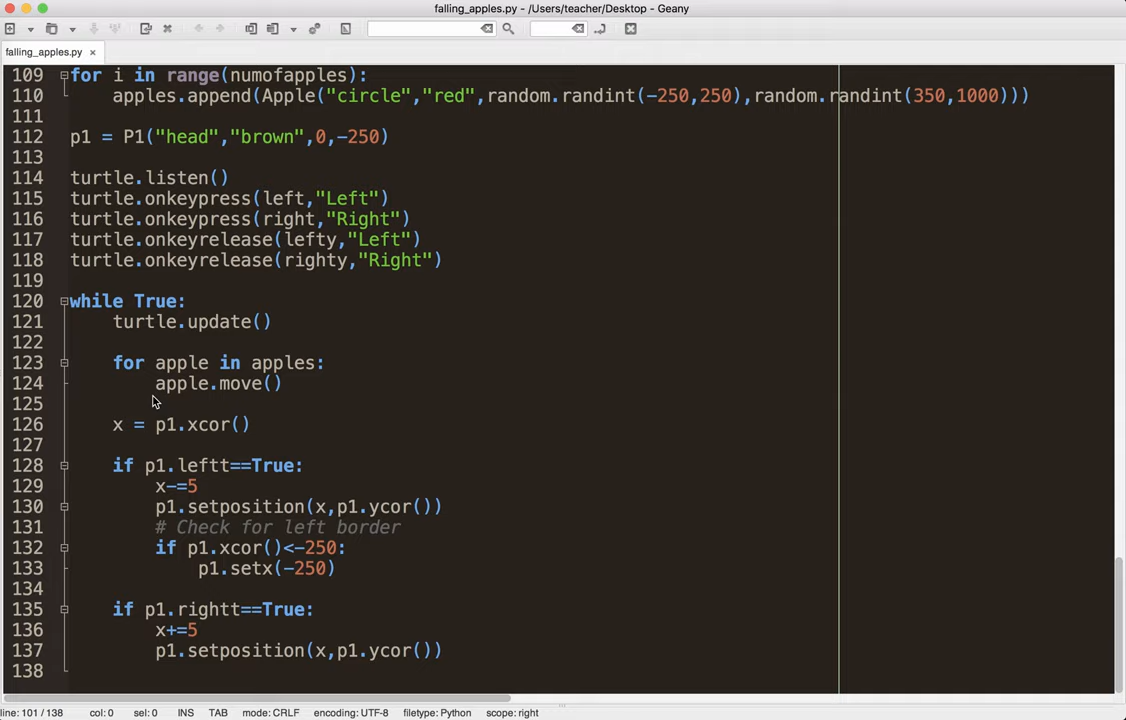 falling_apples.py - /Users/teacher/Desktop - Geany
falling_apples.py
109 for i in range(numofapples):
110     apples.append(Apple("circle","red",random.randint(-250,250),random.randint(350,1000)))
111
112 p1 = P1("head","brown",0,-250)
113
114 turtle.listen()
115 turtle.onkeypress(left,"Left")
116 turtle.onkeypress(right,"Right")
117 turtle.onkeyrelease(lefty,"Left")
118 turtle.onkeyrelease(righty,"Right")
119
120 while True:
121     turtle.update()
122
123     for apple in apples:
124         apple.move()
125
126     x = p1.xcor()
127
128     if p1.leftt==True:
129         x-=5
130         p1.setposition(x,p1.ycor())
131         # Check for left border
132         if p1.xcor()<-250:
133             p1.setx(-250)
134
135     if p1.rightt==True:
136         x+=5
137         p1.setposition(x,p1.ycor())
138
line: 101 / 138 col: 0 sel: 0 INS TAB mode: CRLF encoding: UTF-8 filetype: Python scope: right